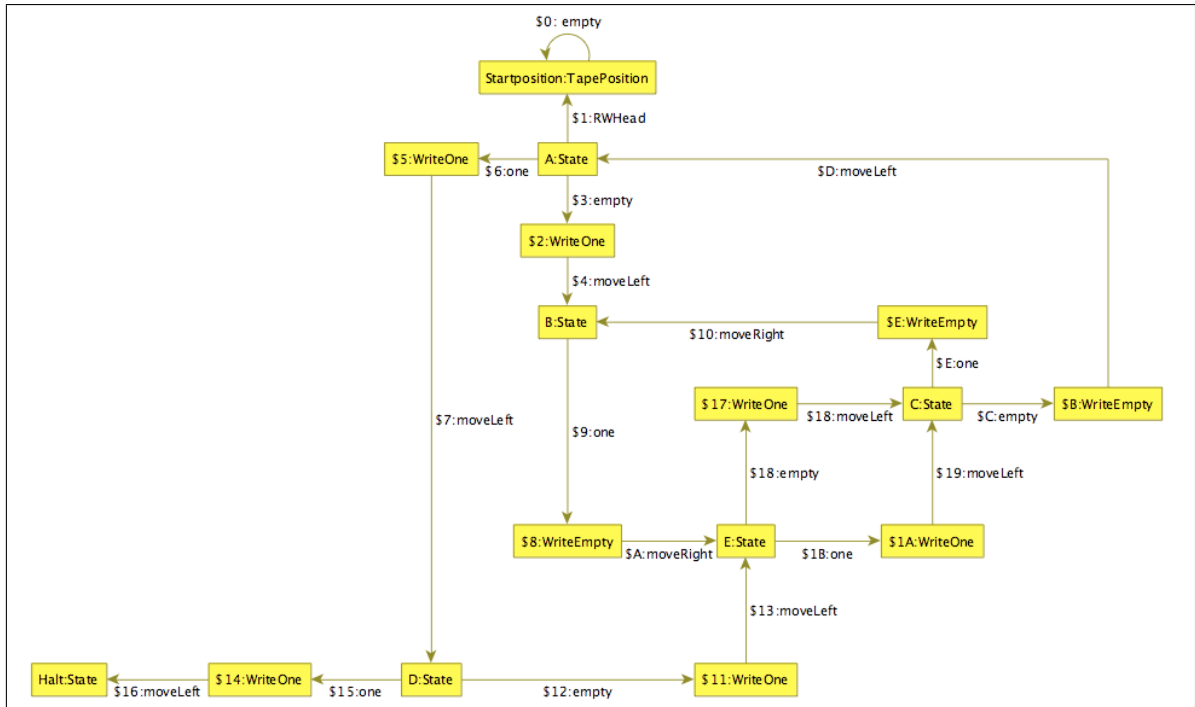 $0: empty
Startposition:TapePosition
$1:RWHead
$5:WriteOne
A:State
$6:one
$D:moveLeft
$3:empty
$2:WriteOne
$4:moveLeft
B:State
$E:WriteEmpty
$10:moveRight
$E:one
$17:WriteOne
C:State
$B:WriteEmpty
$18:moveLeft
$C:empty
$7:moveLeft
$9:one
$18:empty
$19:moveLeft
$8:WriteEmpty
E:State
$1A:WriteOne
$A:moveRight
$1B:one
$13:moveLeft
Halt:State
$14:WriteOne
D:State
$11:WriteOne
$16:moveLeft
$15:one
$12:empty